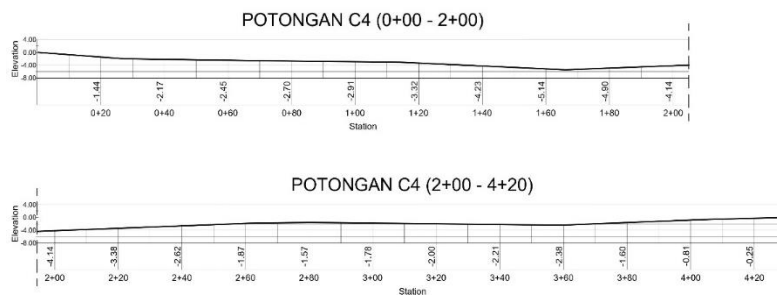 POTONGAN C4 (0+00 - 2+00)
Elevation
4.00
0.00
-4.00
-8.00
-1.44 -2.17 -2.45 -2.70 -2.91 -3.32 -4.23 -5.14 -4.90 -4.14
0+20 0+40 0+60 0+80 1+00 1+20 1+40 1+60 1+80 2+00
Station
POTONGAN C4 (2+00 - 4+20)
Elevation
4.00
0.00
-4.00
-8.00
-4.14 -3.38 -2.62 -1.87 -1.57 -1.78 -2.00 -2.21 -2.38 -1.60 -0.81 -0.25
2+00 2+20 2+40 2+60 2+80 3+00 3+20 3+40 3+60 3+80 4+00 4+20
Station